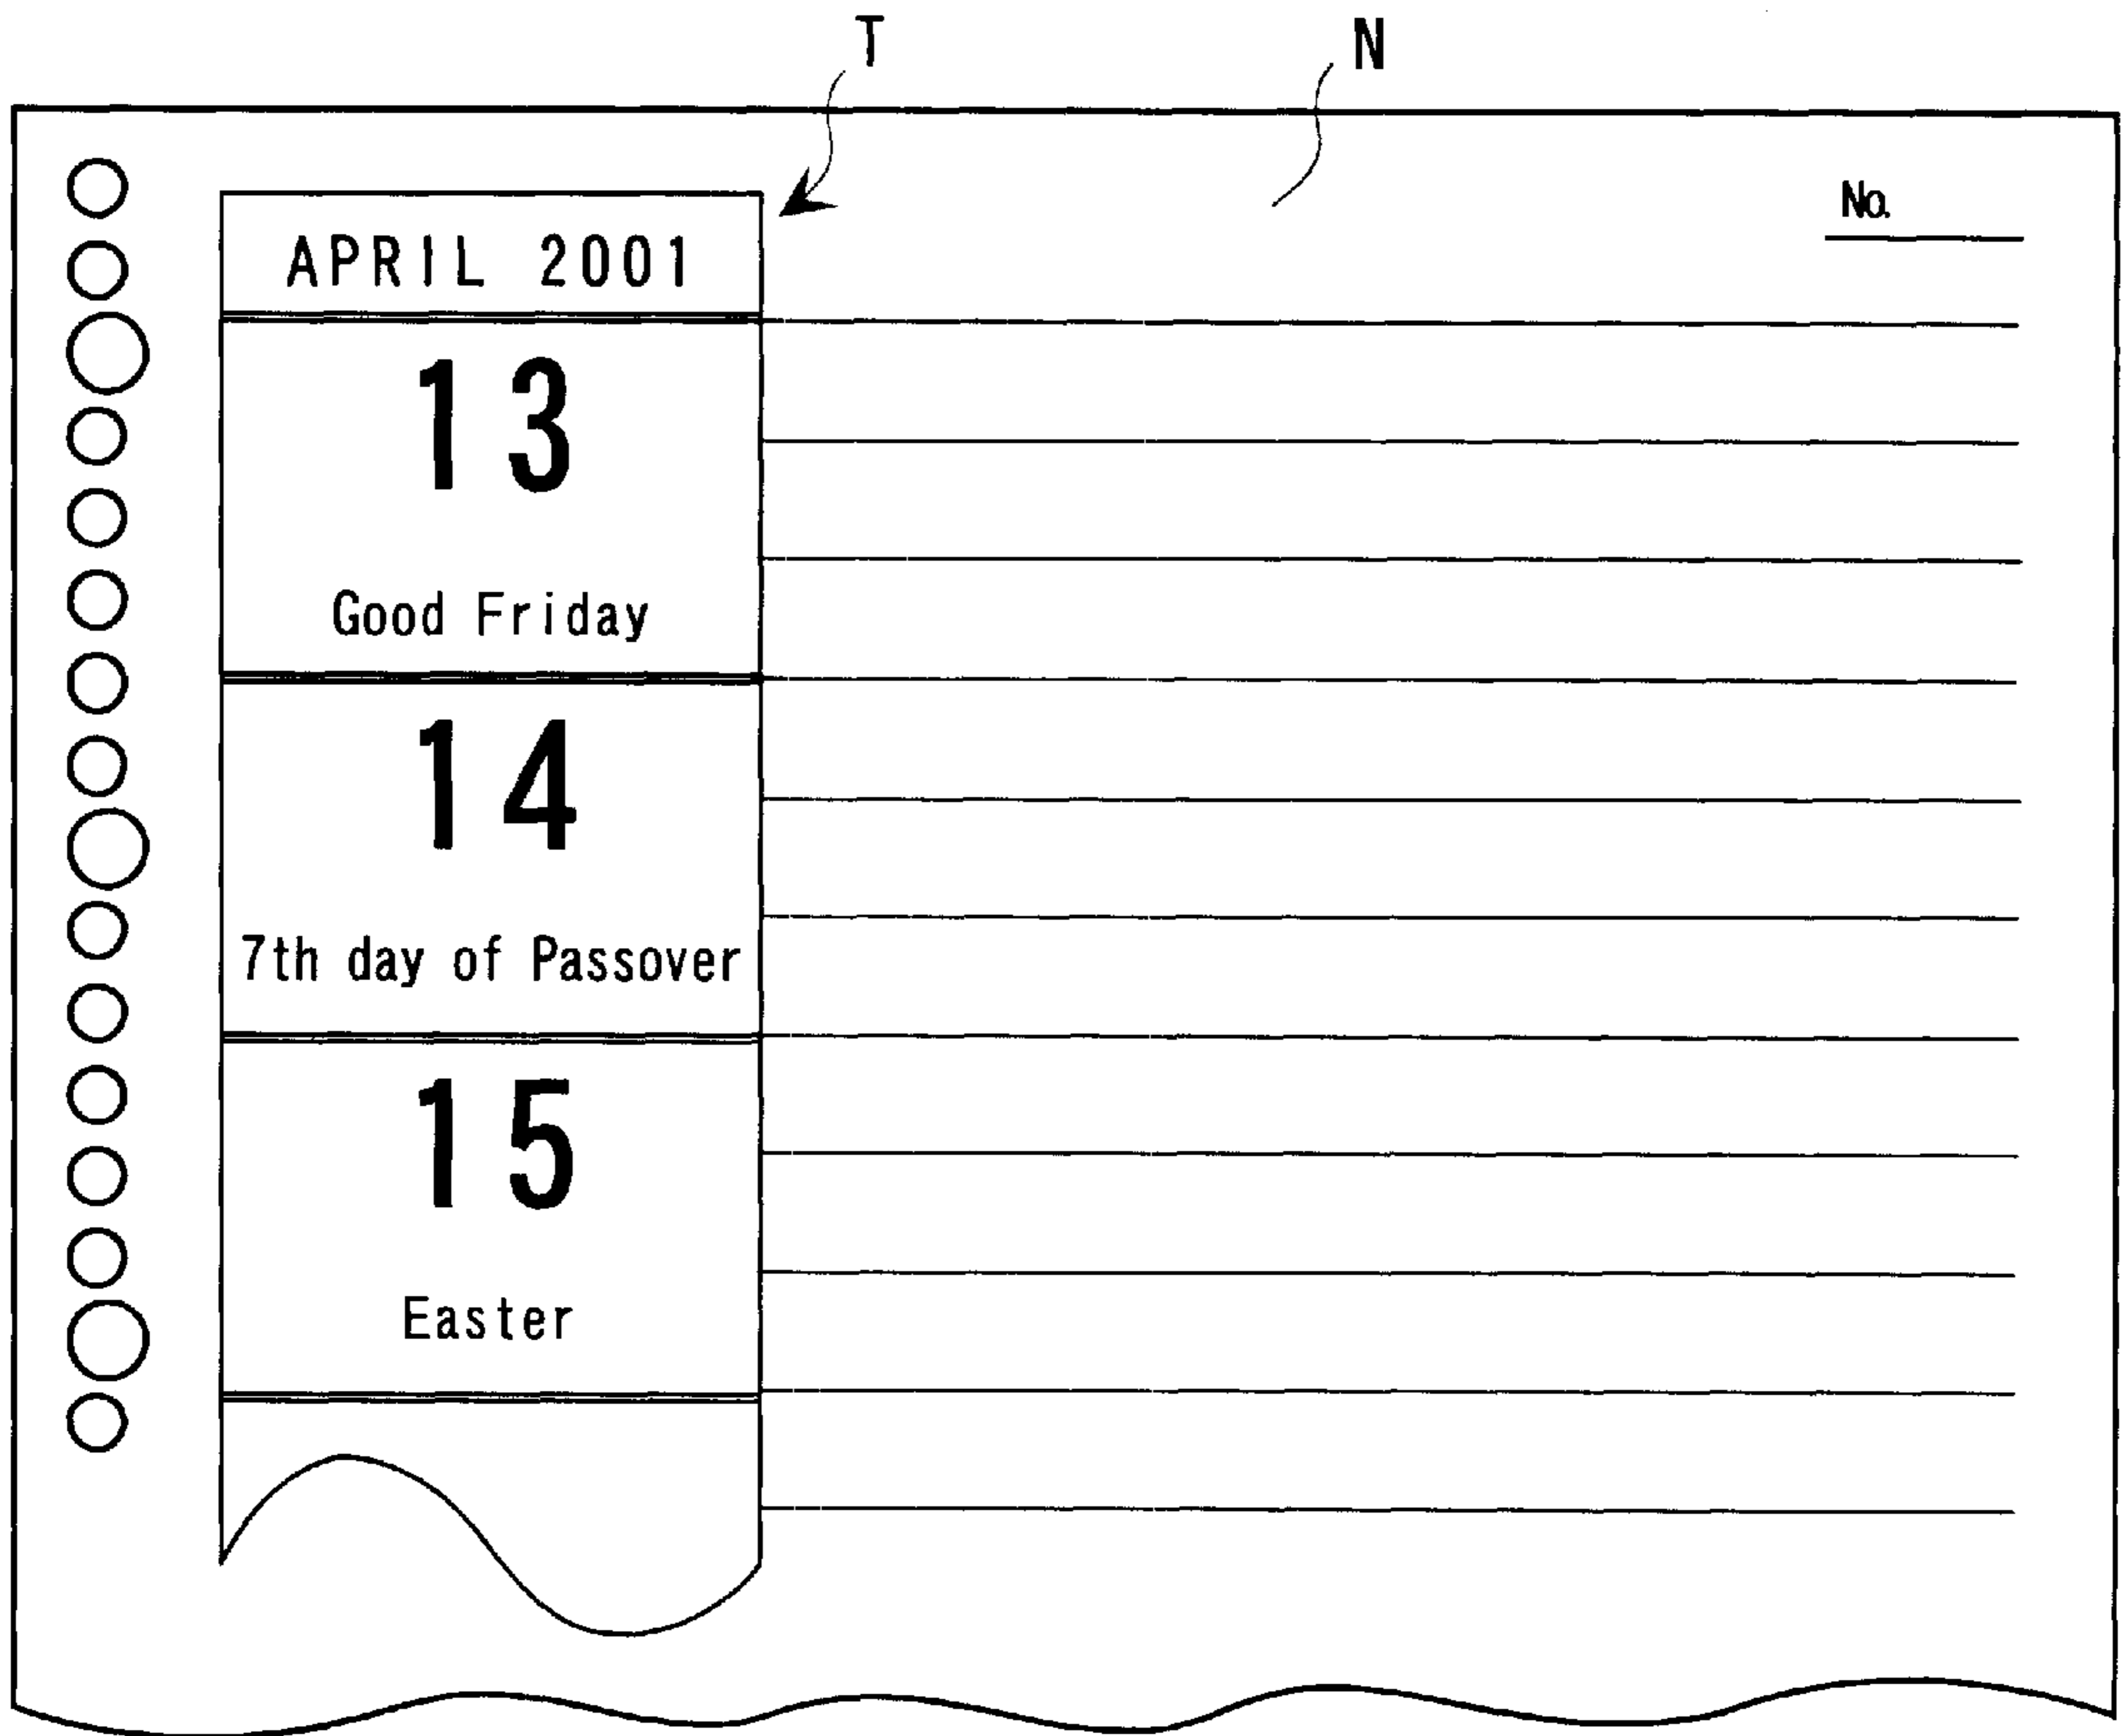 T N
No.
APRIL 2001
13
Good Friday
14
7th day of Passover
15
Easter